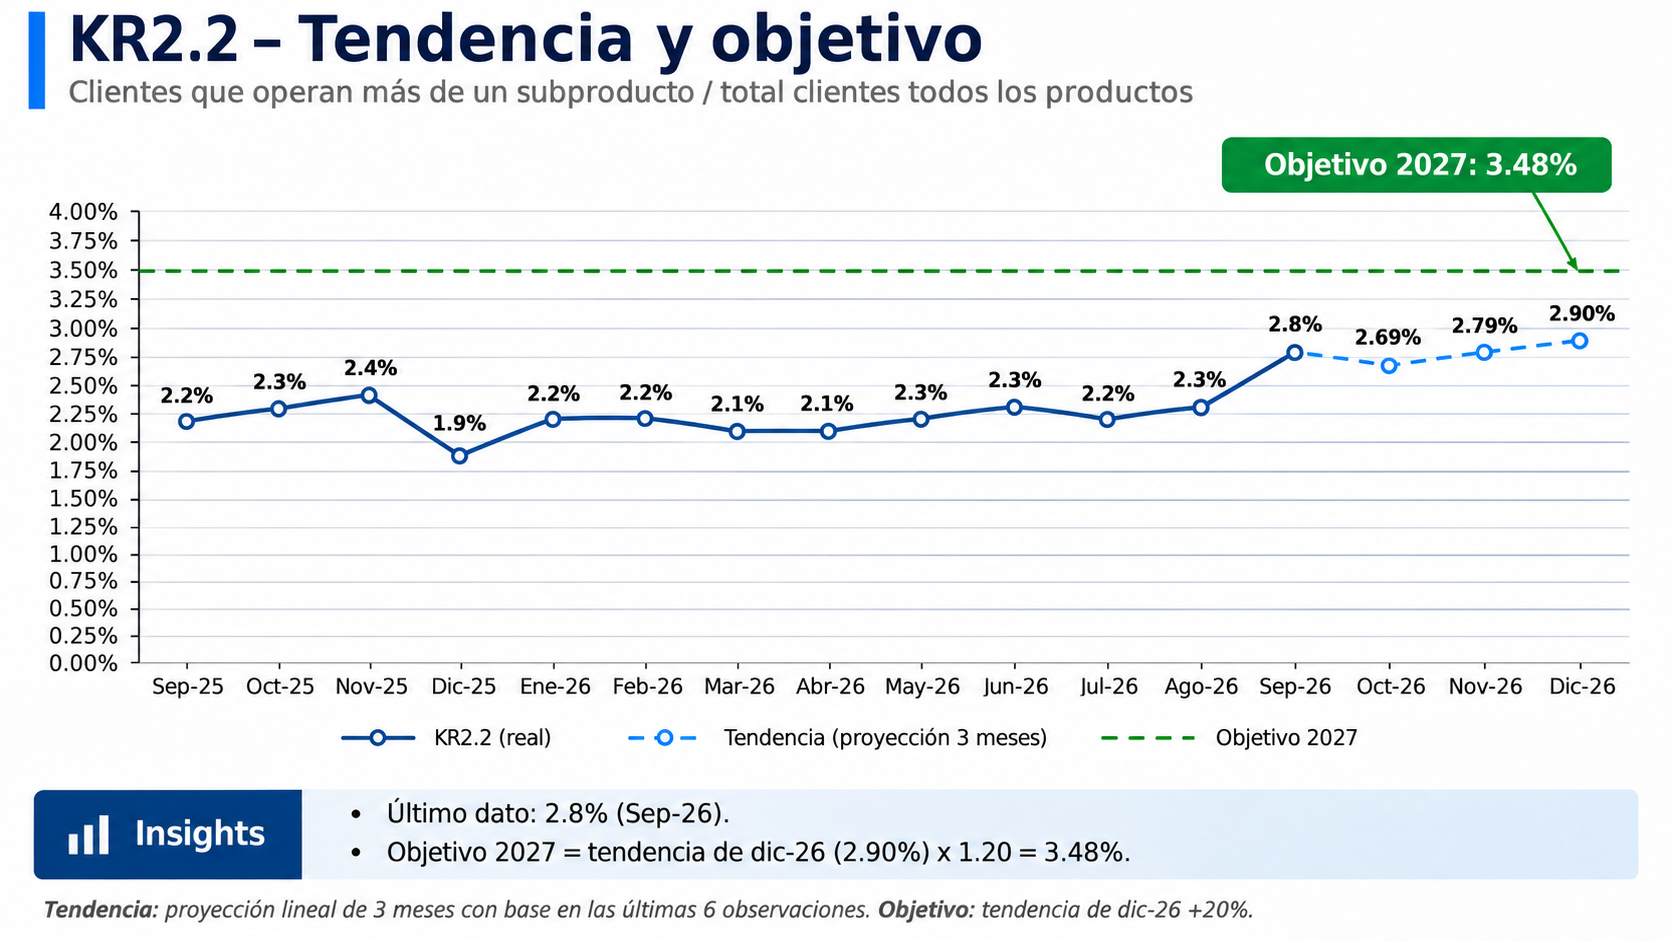 KR2.2 – Tendencia y objetivo
Clientes que operan más de un subproducto / total clientes todos los productos
Objetivo 2027: 3.48%
4.00%
3.75%
3.50%
3.25%
3.00%
2.75%
2.50%
2.25%
2.00%
1.75%
1.50%
1.25%
1.00%
0.75%
0.50%
0.25%
0.00%
2.2% 2.3% 2.4% 1.9% 2.2% 2.2% 2.1% 2.1% 2.3% 2.3% 2.2% 2.3% 2.8% 2.69% 2.79% 2.90%
Sep-25 Oct-25 Nov-25 Dic-25 Ene-26 Feb-26 Mar-26 Abr-26 May-26 Jun-26 Jul-26 Ago-26 Sep-26 Oct-26 Nov-26 Dic-26
KR2.2 (real) Tendencia (proyección 3 meses) Objetivo 2027
Insights
• Último dato: 2.8% (Sep-26).
• Objetivo 2027 = tendencia de dic-26 (2.90%) x 1.20 = 3.48%.
Tendencia: proyección lineal de 3 meses con base en las últimas 6 observaciones. Objetivo: tendencia de dic-26 +20%.